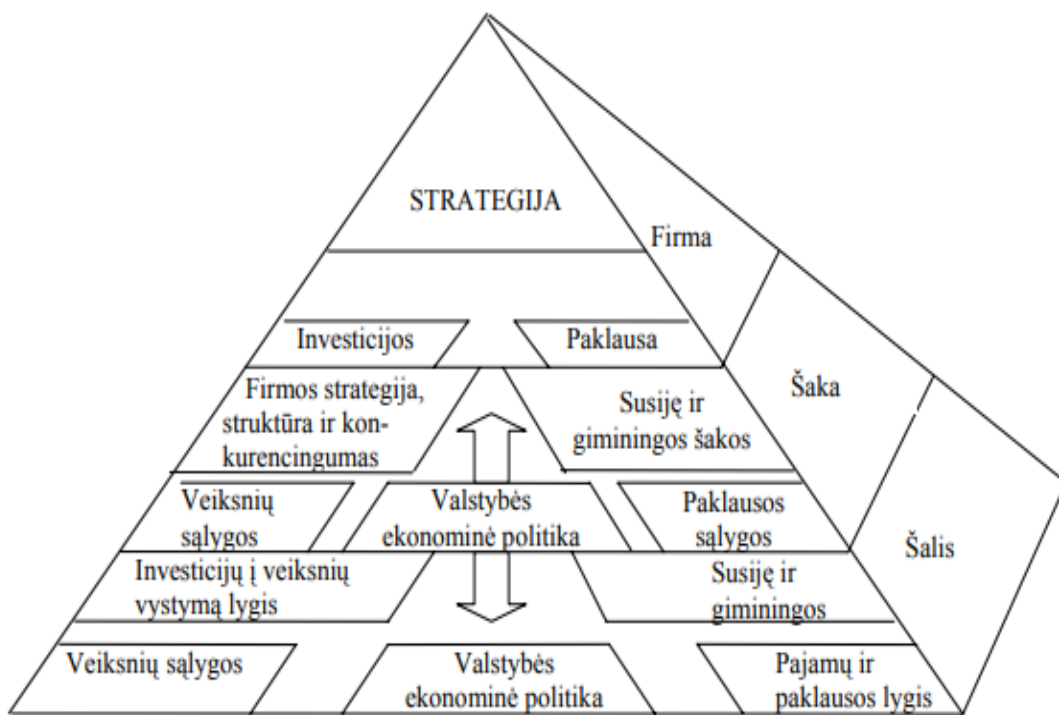 STRATEGIJA
Firma
Investicijos
Paklausa
Firmos strategija,
struktūra ir kon-
kurencingumas
Susiję ir
giminingos šakos
Šaka
Veiksnių
sąlygos
Valstybės
ekonominė politika
Paklausos
sąlygos
Šalis
Investicijų į veiksnių
vystymą lygis
Susiję ir
giminingos
Veiksnių sąlygos
Valstybės
ekonominė politika
Pajamų ir
paklausos lygis